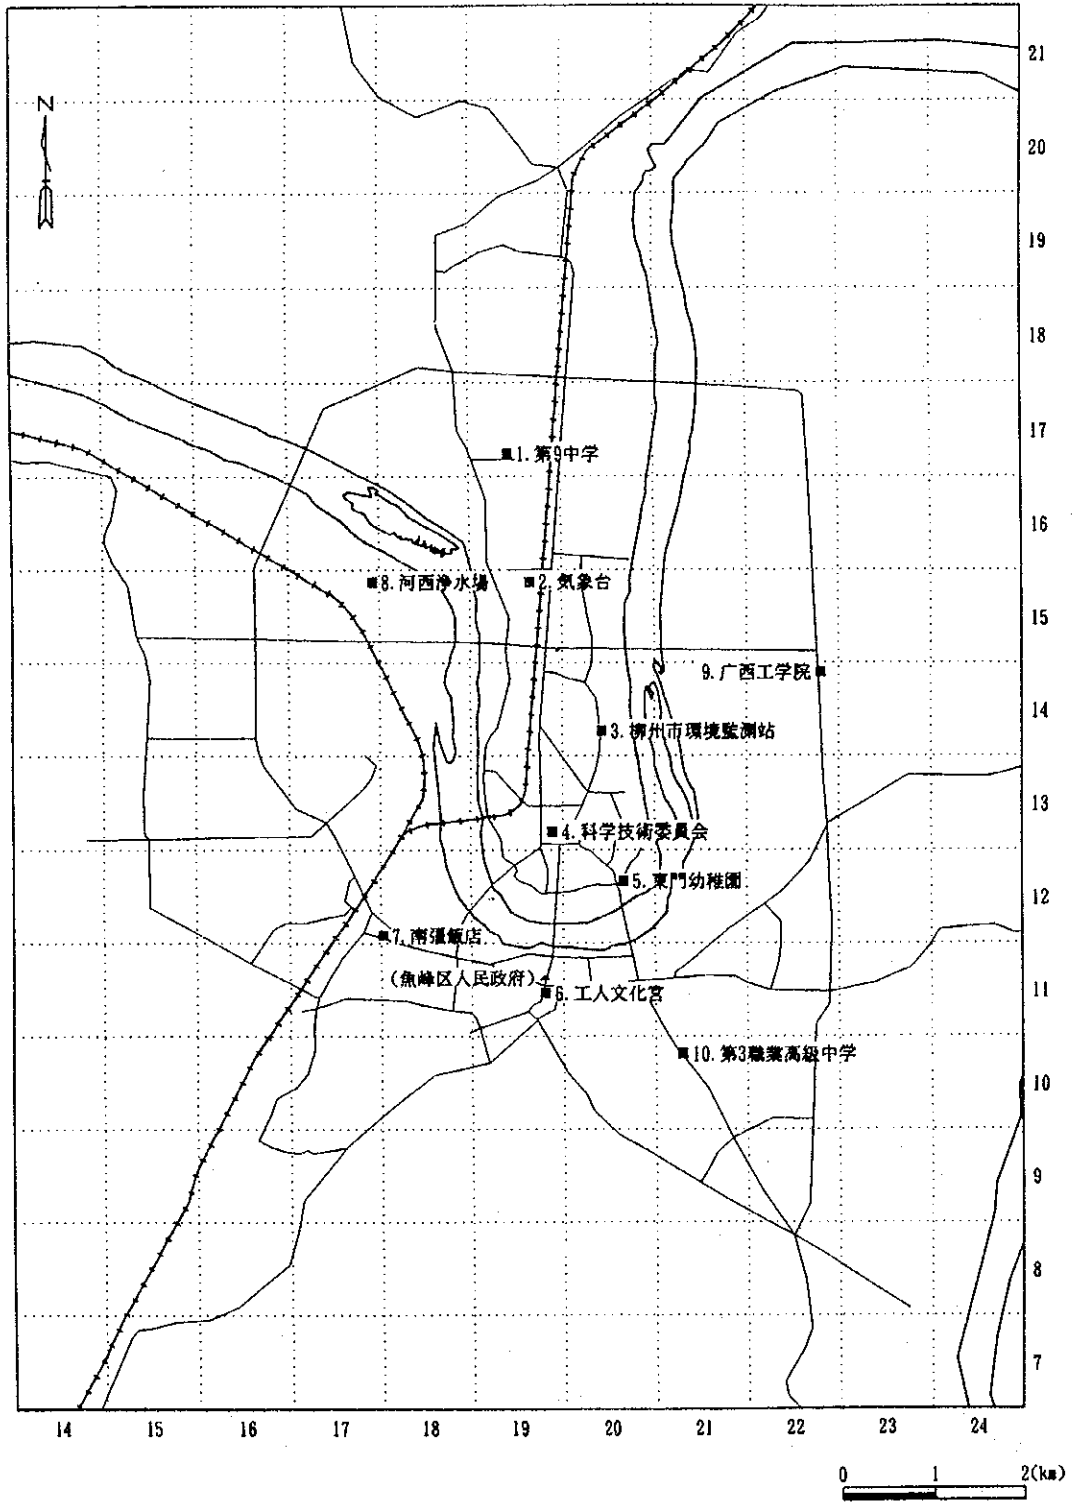 N
21
20
19
18
17
1. 第9中学
16
8. 河西浄水場
2. 気象台
15
9. 广西工学院
14
3. 柳州市環境監測站
13
4. 科学技術委員会
5. 東門幼稚園
12
7. 南疆飯店
(魚峰区人民政府)
11
6. 工人文化宮
10. 第3職業高級中学
10
9
8
7
14 15 16 17 18 19 20 21 22 23 24
0 1 2(km)